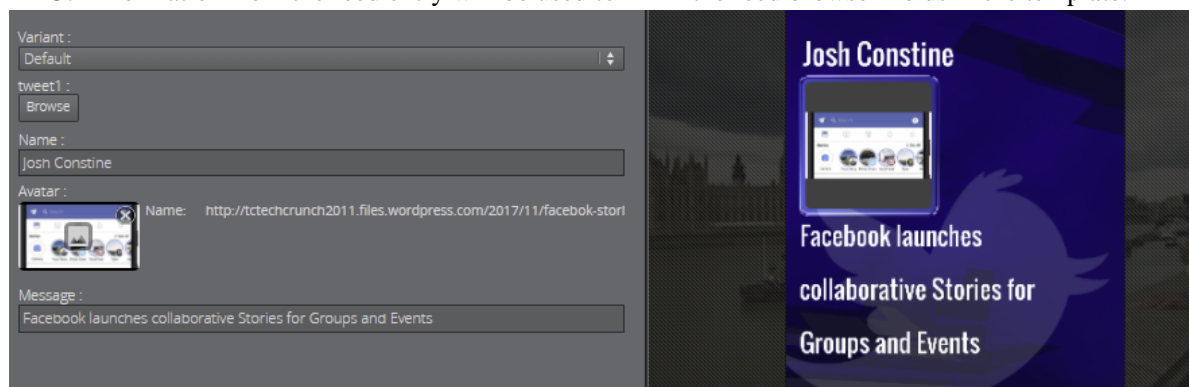 Variant :
Default
tweet1 :
Browse
Name :
Josh Constine
Avatar :
Name: http://tctechcrunch2011.files.wordpress.com/2017/11/facebok-stori
Message :
Facebook launches collaborative Stories for Groups and Events
Josh Constine
Facebook launches
collaborative Stories for
Groups and Events